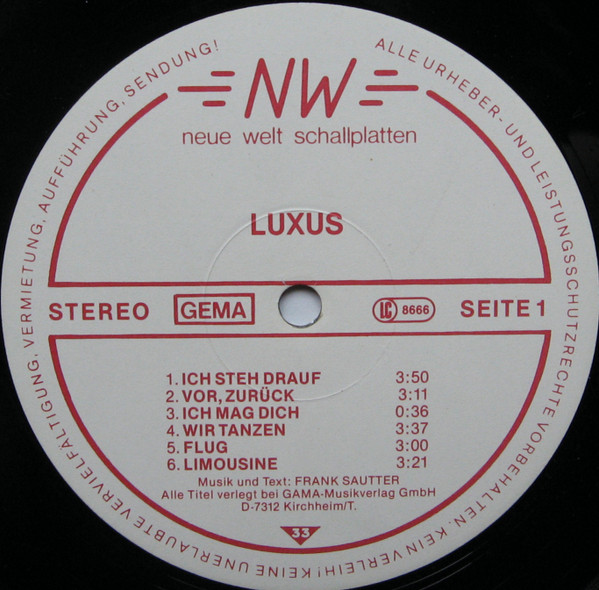 ALLE URHEBER- UND LEISTUNGSSCHUTZRECHTE VORBEHALTEN. KEIN VERLEIH! KEINE UNERLAUBTE VERVIELFÄLTIGUNG, VERMIETUNG, AUFFÜHRUNG, SENDUNG!
NW
neue welt schallplatten
LUXUS
STEREO GEMA LC 8666 SEITE 1
1. ICH STEH DRAUF 3:50
2. VOR, ZURÜCK 3:11
3. ICH MAG DICH 0:36
4. WIR TANZEN 3:37
5. FLUG 3:00
6. LIMOUSINE 3:21
Musik und Text: FRANK SAUTTER
Alle Titel verlegt bei GAMA-Musikverlag GmbH
D-7312 Kirchheim/T.
33